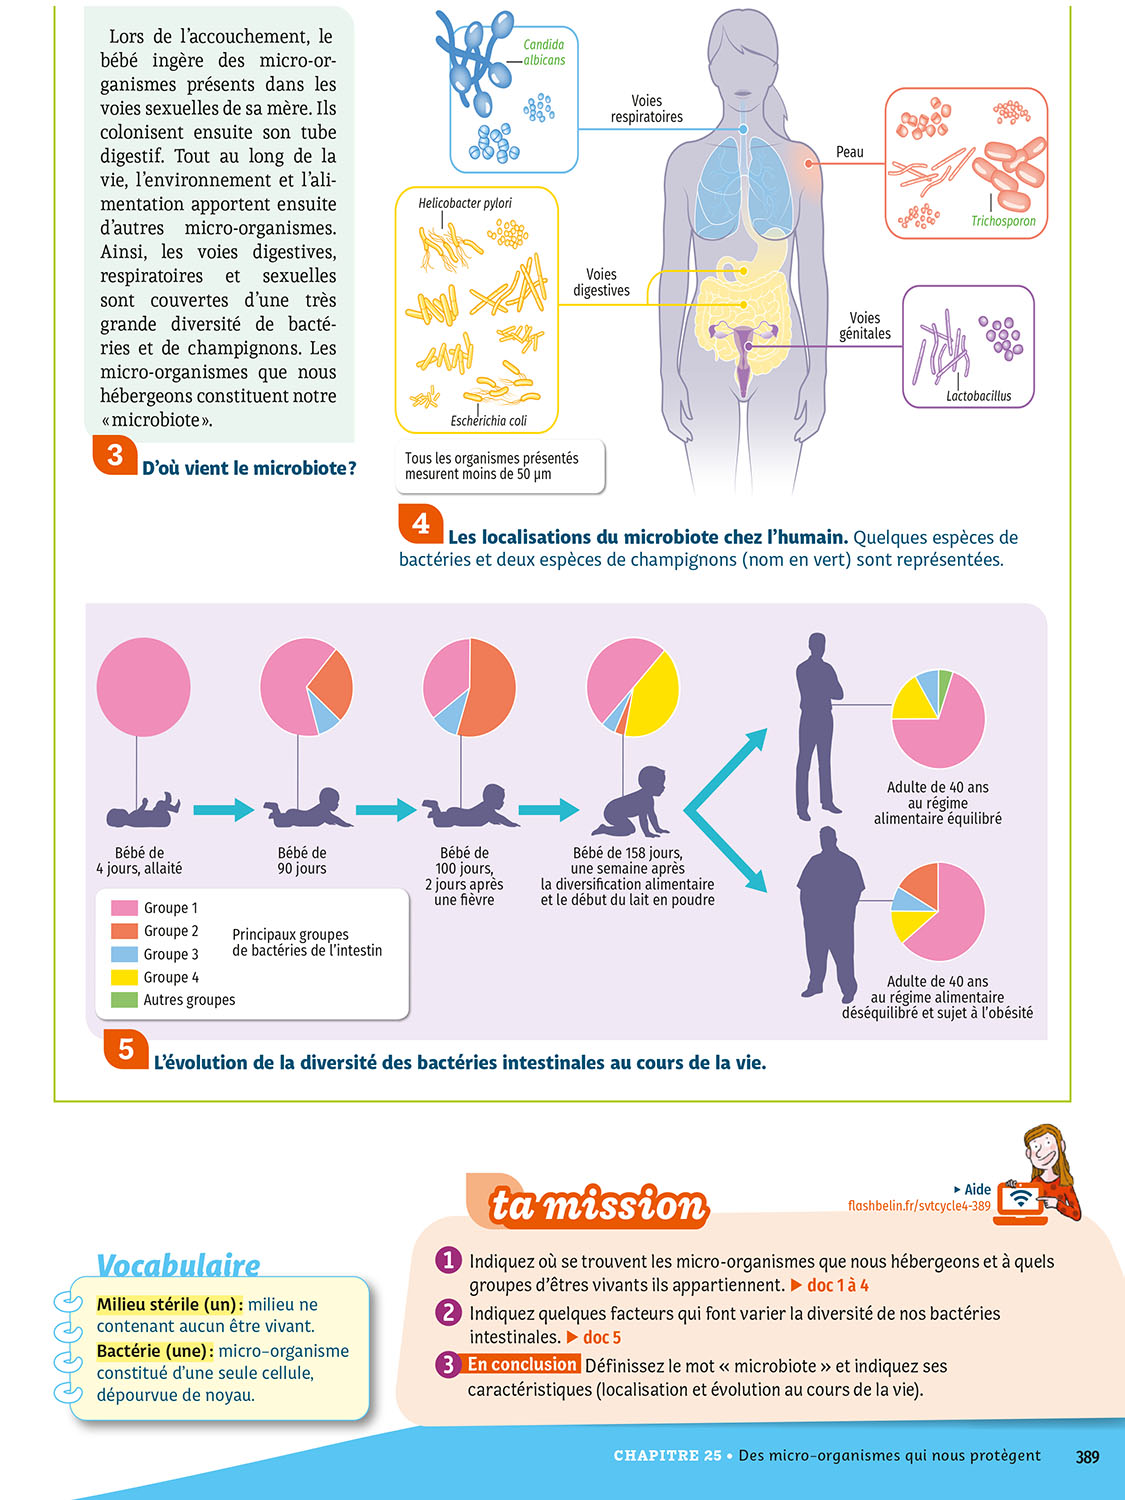 Lors de l'accouchement, le
bébé ingère des micro-or-
ganismes présents dans les
voies sexuelles de sa mère. Ils
colonisent ensuite son tube
digestif. Tout au long de la
vie, l'environnement et l'ali-
mentation apportent ensuite
d'autres micro-organismes.
Ainsi, les voies digestives,
respiratoires et sexuelles
sont couvertes d'une très
grande diversité de bacté-
ries et de champignons. Les
micro-organismes que nous
hébergeons constituent notre
«microbiote».
3 D'où vient le microbiote?
Candida
albicans
Voies
respiratoires
Peau
Trichosporon
Helicobacter pylori
Voies
digestives
Escherichia coli
Voies
génitales
Lactobacillus
Tous les organismes présentés
mesurent moins de 50 µm
4 Les localisations du microbiote chez l'humain. Quelques espèces de
bactéries et deux espèces de champignons (nom en vert) sont représentées.
Bébé de
4 jours, allaité
Bébé de
90 jours
Bébé de
100 jours,
2 jours après
une fièvre
Bébé de 158 jours,
une semaine après
la diversification alimentaire
et le début du lait en poudre
Adulte de 40 ans
au régime
alimentaire équilibré
Adulte de 40 ans
au régime alimentaire
déséquilibré et sujet à l'obésité
Groupe 1
Groupe 2
Groupe 3
Groupe 4
Autres groupes
Principaux groupes
de bactéries de l'intestin
5 L'évolution de la diversité des bactéries intestinales au cours de la vie.
Vocabulaire
Milieu stérile (un) : milieu ne
contenant aucun être vivant.
Bactérie (une) : micro-organisme
constitué d'une seule cellule,
dépourvue de noyau.
ta mission
▸ Aide
flashbelin.fr/svtcycle4-389
1 Indiquez où se trouvent les micro-organismes que nous hébergeons et à quels
groupes d'êtres vivants ils appartiennent. ▶ doc 1 à 4
2 Indiquez quelques facteurs qui font varier la diversité de nos bactéries
intestinales. ▶ doc 5
3 En conclusion Définissez le mot « microbiote » et indiquez ses
caractéristiques (localisation et évolution au cours de la vie).
CHAPITRE 25 • Des micro-organismes qui nous protègent 389